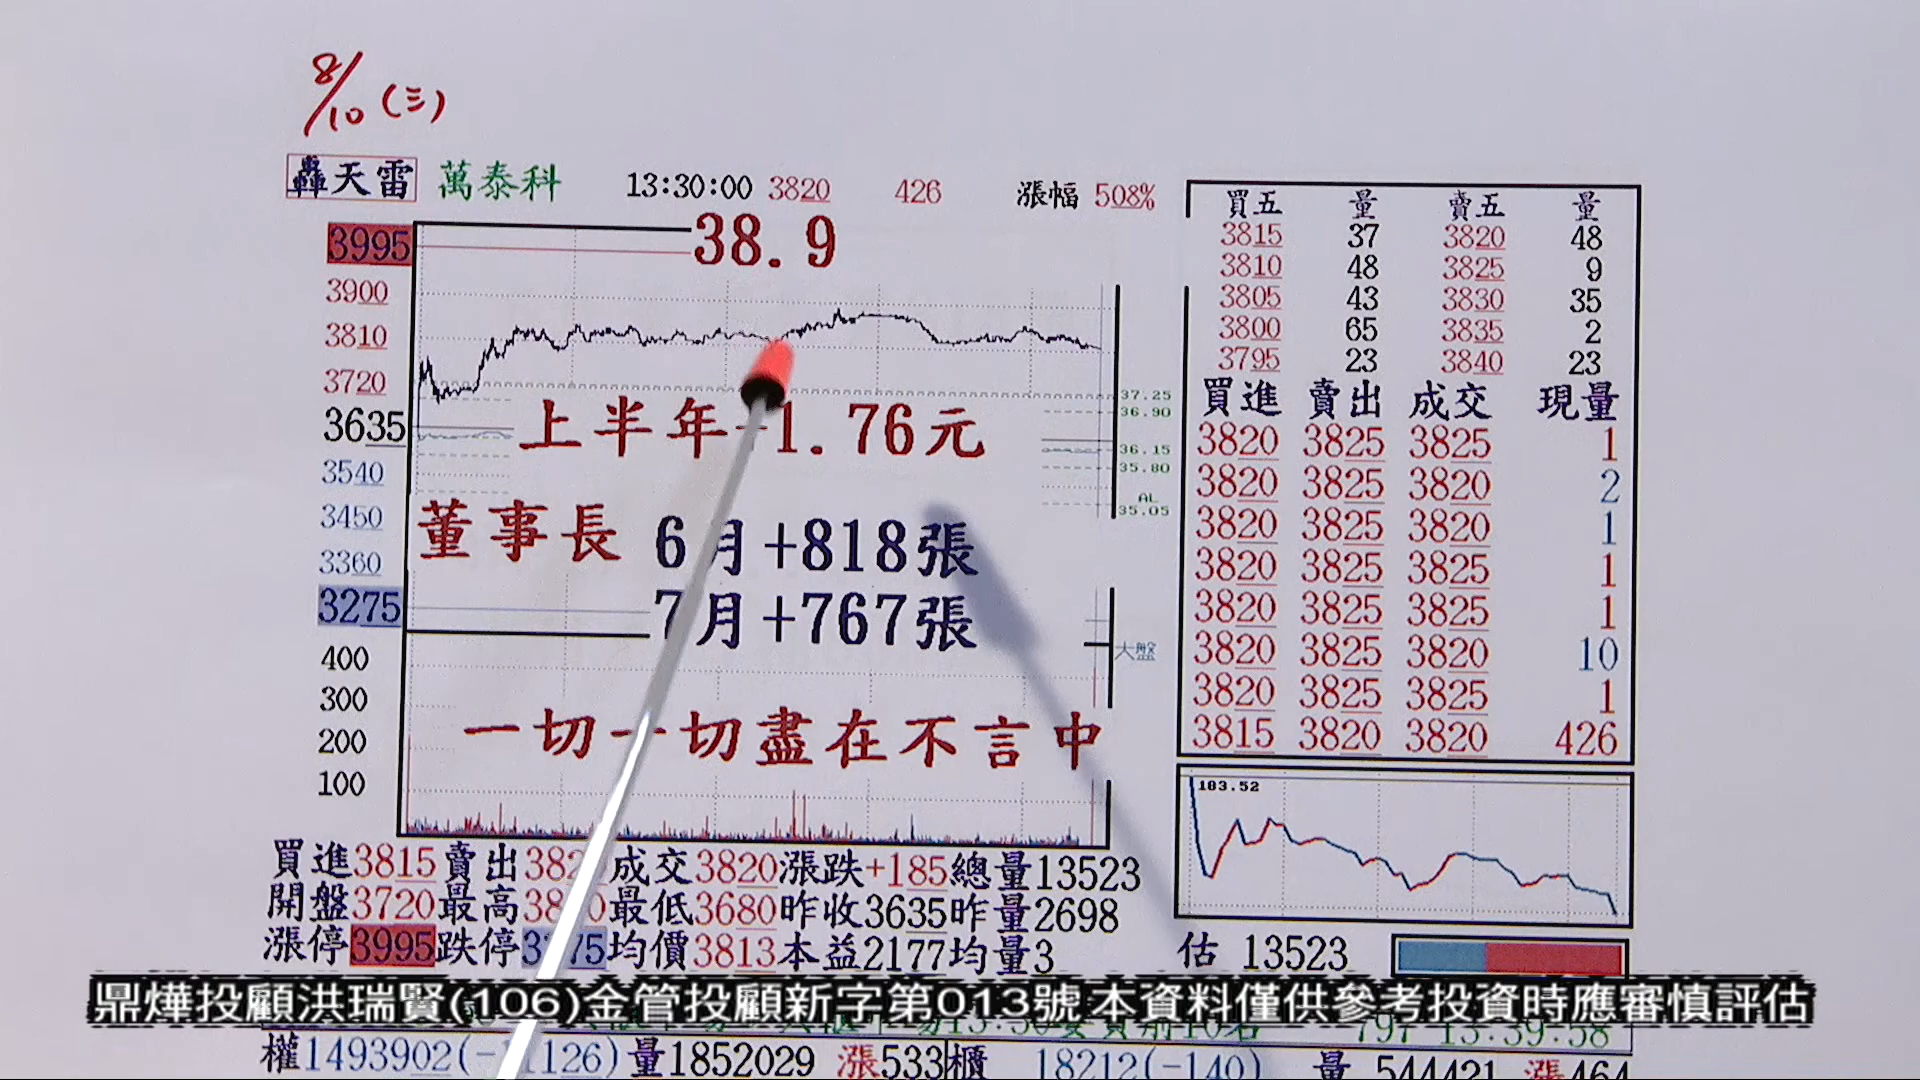 8/10 (三)
轟天雷 萬泰科 13:30:00 3820 426 漲幅 508%
38.9
3995
3900
3810
3720
3635
3540
3450
3360
3275
400
300
200
100
37.25
36.90
36.15
35.80
AL
35.05
大盤
上半年 1.76元
董事長 6月+818張
7月+767張
一切一切盡在不言中
買五 量 賣五 量
3815 37 3820 48
3810 48 3825 9
3805 43 3830 35
3800 65 3835 2
3795 23 3840 23
買進 賣出 成交 現量
3820 3825 3825 1
3820 3825 3820 2
3820 3825 3820 1
3820 3825 3825 1
3820 3825 3825 1
3820 3825 3820 10
3820 3825 3825 1
3815 3820 3820 426
183.52
買進3815賣出 成交3820漲跌+185總量13523
開盤3720最高 最低3680昨收3635昨量2698
漲停3995跌停 均價3813本益2177均量3
估 13523
鼎燁投顧洪瑞賢(106)金管投顧新字第013號本資料僅供參考投資時應審慎評估
797 13:39:58
權1493902 量1852029 漲533櫃 18212(-140) 量 544421 漲464